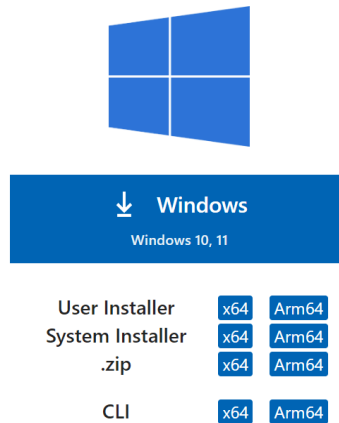 Windows
Windows 10, 11
User Installer x64 Arm64
System Installer x64 Arm64
.zip x64 Arm64
CLI x64 Arm64